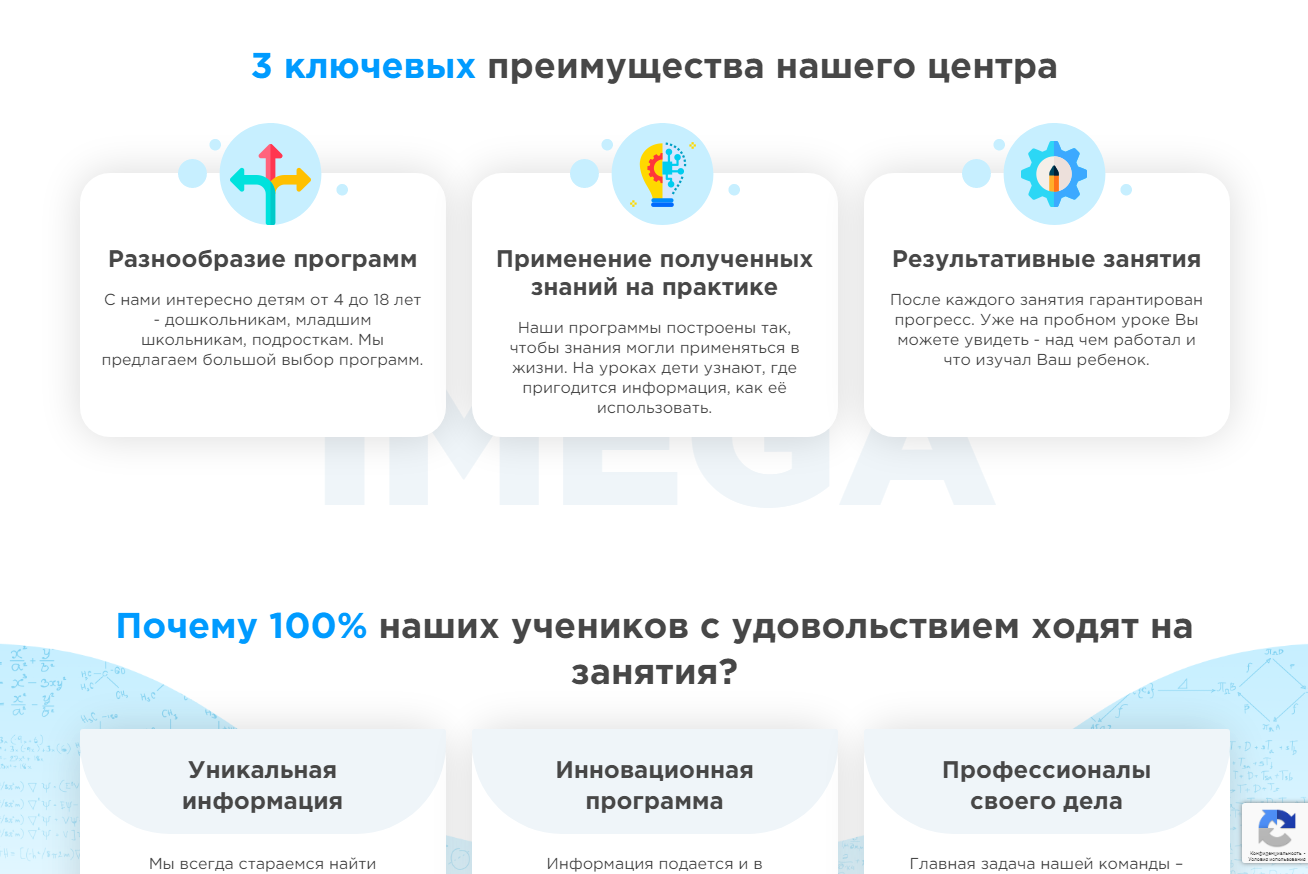 3 ключевых преимущества нашего центра
Разнообразие программ
С нами интересно детям от 4 до 18 лет
- дошкольникам, младшим
школьникам, подросткам. Мы
предлагаем большой выбор программ.
Применение полученных
знаний на практике
Наши программы построены так,
чтобы знания могли применяться в
жизни. На уроках дети узнают, где
пригодится информация, как её
использовать.
Результативные занятия
После каждого занятия гарантирован
прогресс. Уже на пробном уроке Вы
можете увидеть - над чем работал и
что изучал Ваш ребенок.
IMEGA
Почему 100% наших учеников с удовольствием ходят на
занятия?
Уникальная
информация
Мы всегда стараемся найти
Инновационная
программа
Информация подается и в
Профессионалы
своего дела
Главная задача нашей команды –
Конфиденциальность -
Условия использования